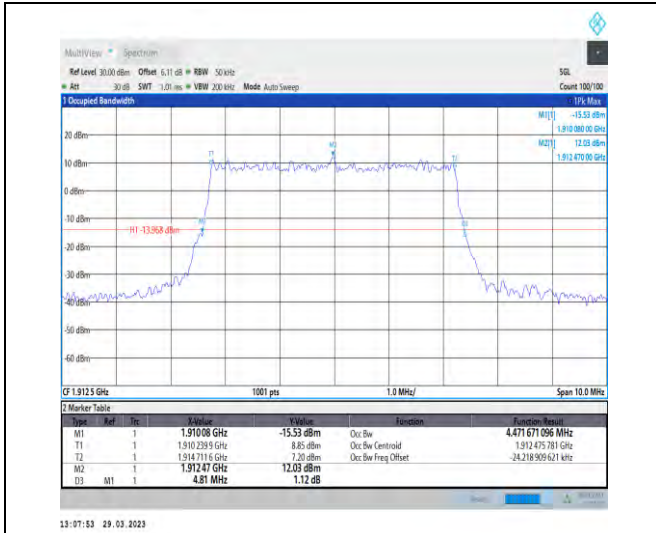 MultiView Spectrum
Ref Level 30.00 dBm Offset 6.11 dB RBW 50 kHz SGL
Att 30 dB SWT 1.01 ms VBW 200 kHz Mode Auto Sweep Count 100/100
1 Occupied Bandwidth 1Pk Max
M1[1] -15.53 dBm
1.910 080 00 GHz
M2[1] 12.03 dBm
1.912 470 00 GHz
20 dBm
10 dBm
0 dBm
-10 dBm
H1 -13.968 dBm
-20 dBm
-30 dBm
-40 dBm
-50 dBm
-60 dBm
CF 1.912 5 GHz 1001 pts 1.0 MHz/ Span 10.0 MHz
2 Marker Table
Type Ref Trc X-Value Y-Value Function Function Result
M1 1 1.91008 GHz -15.53 dBm Occ Bw 4.471 671 096 MHz
T1 1 1.910 239 9 GHz 8.85 dBm Occ Bw Centroid 1.912 475 781 GHz
T2 1 1.914 711 6 GHz 7.20 dBm Occ Bw Freq Offset -24.218 909 621 kHz
M2 1 1.91247 GHz 12.03 dBm
D3 M1 1 4.81 MHz 1.12 dB
13:07:53 29.03.2023